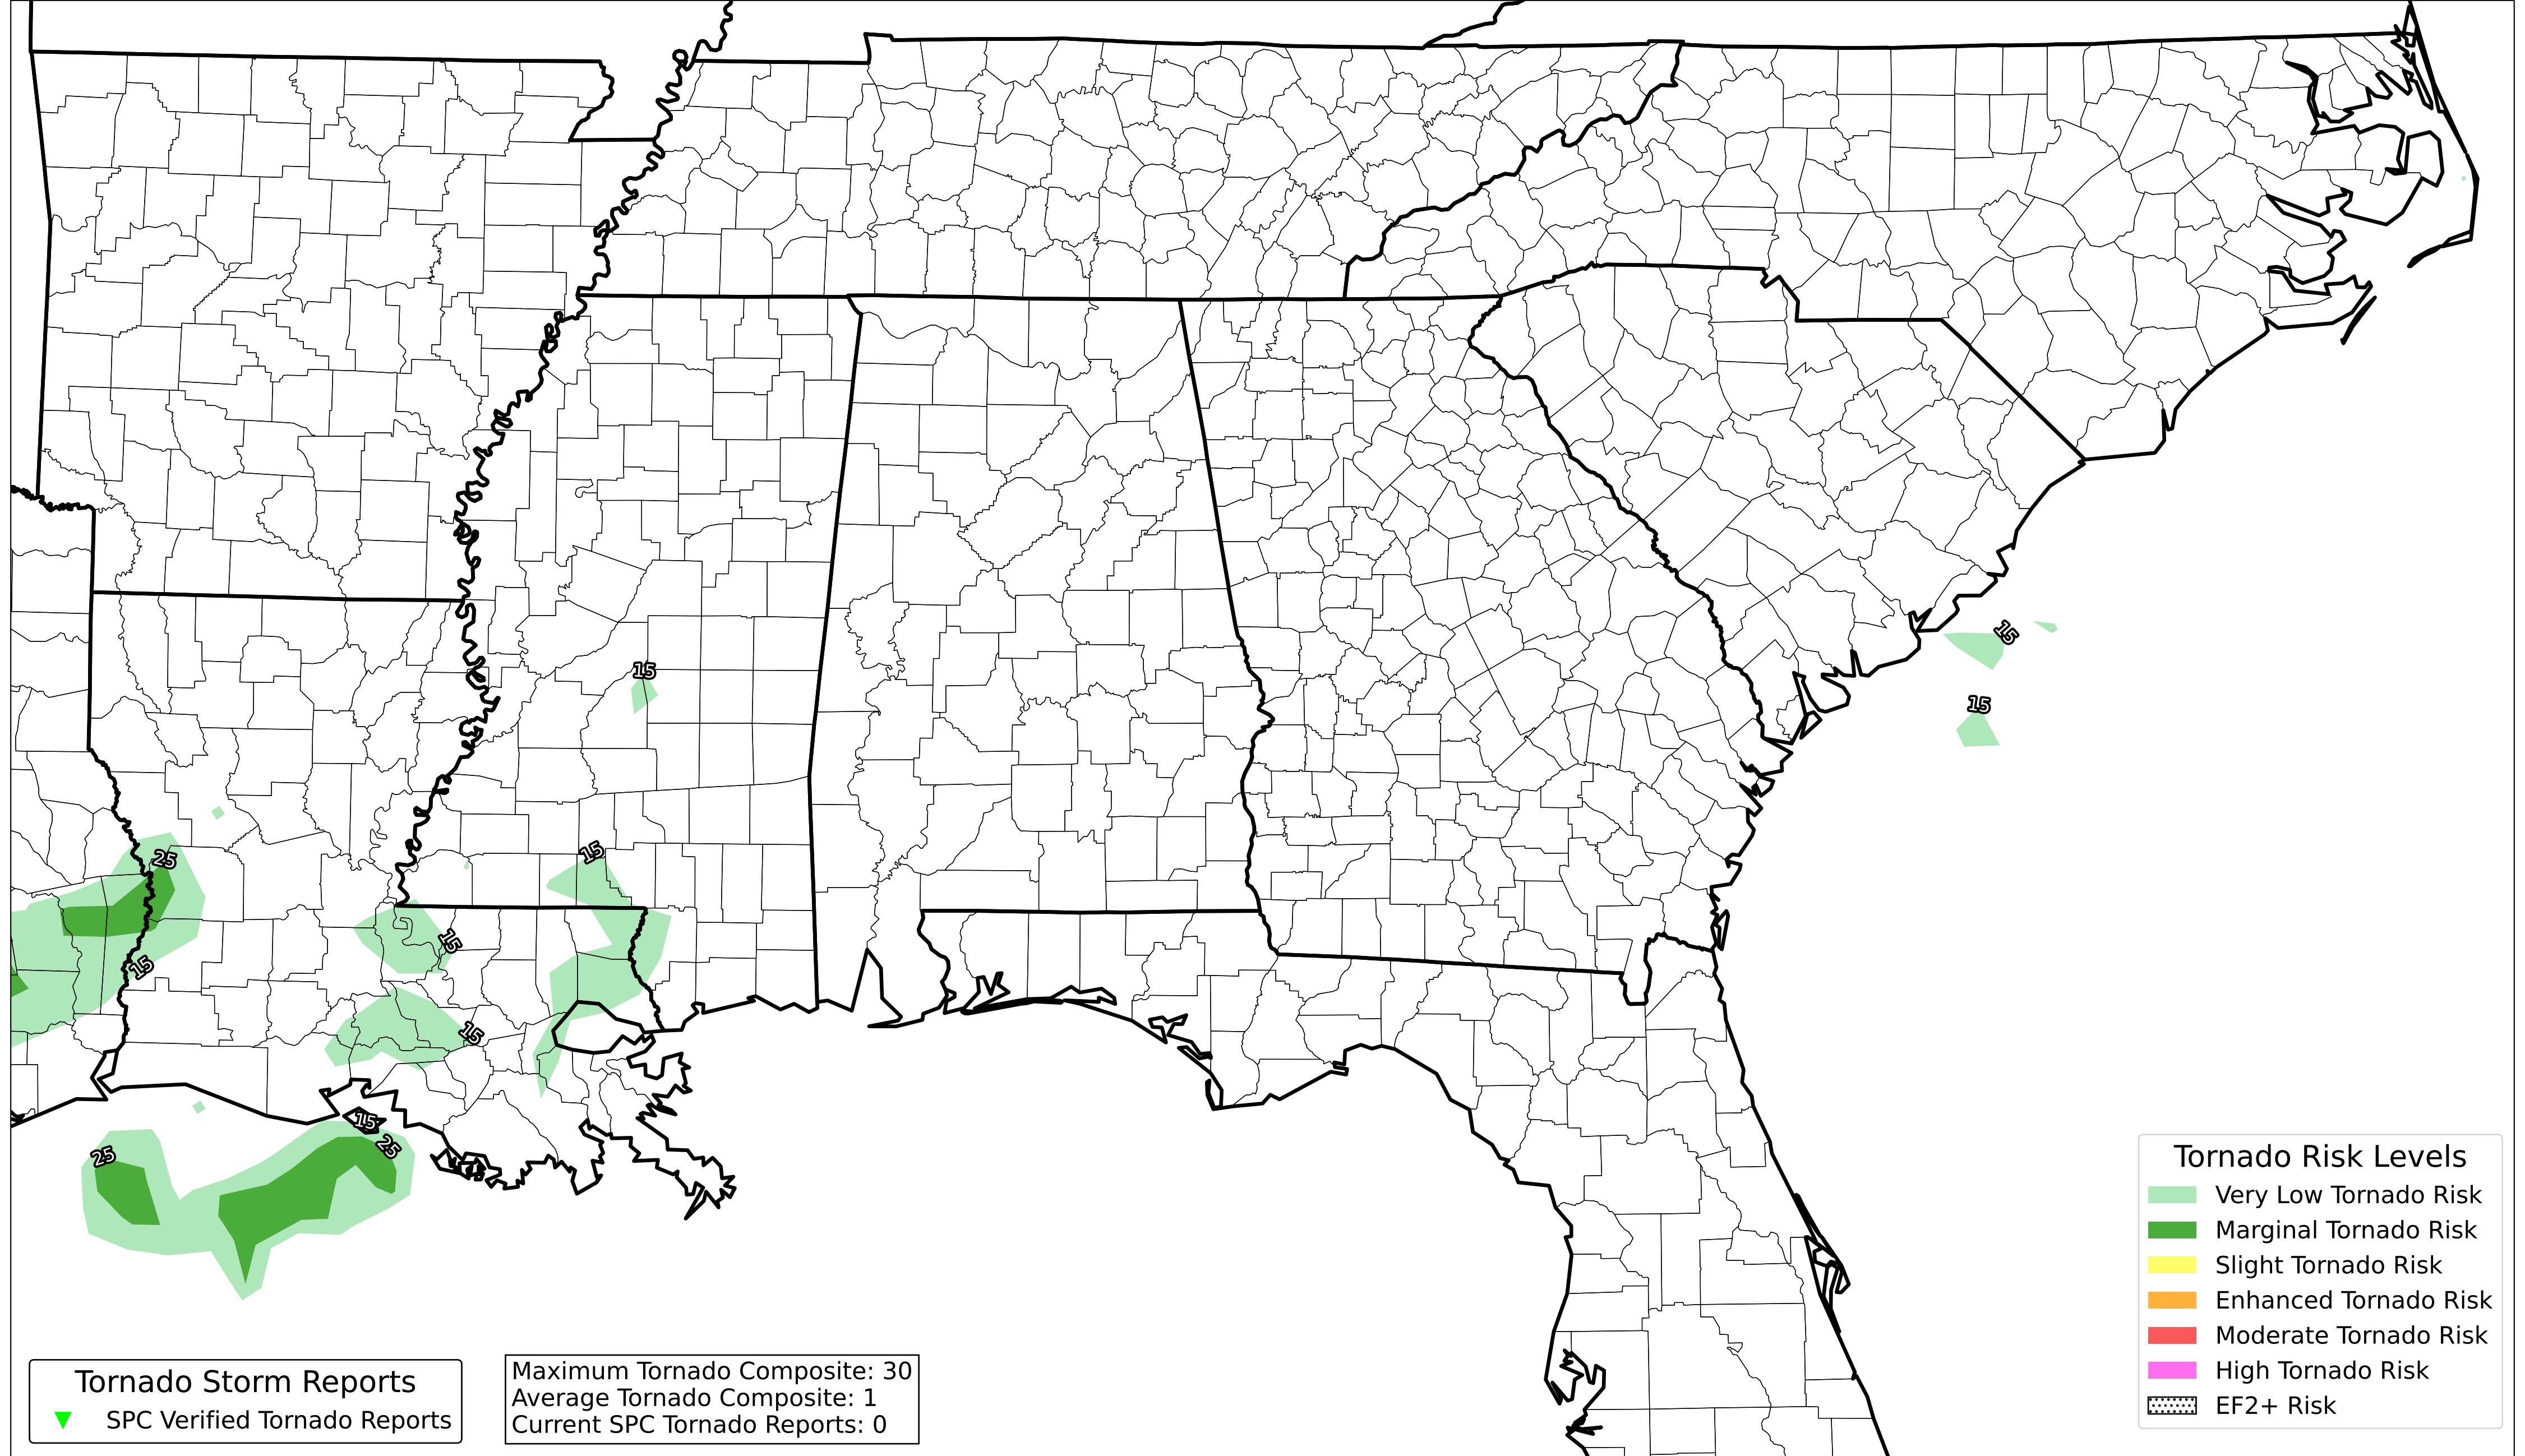 15
15
15
15
25
15
15
15
15
25
25
Tornado Risk Levels
Very Low Tornado Risk
Marginal Tornado Risk
Slight Tornado Risk
Enhanced Tornado Risk
Moderate Tornado Risk
High Tornado Risk
EF2+ Risk
Tornado Storm Reports
SPC Verified Tornado Reports
Maximum Tornado Composite: 30
Average Tornado Composite: 1
Current SPC Tornado Reports: 0